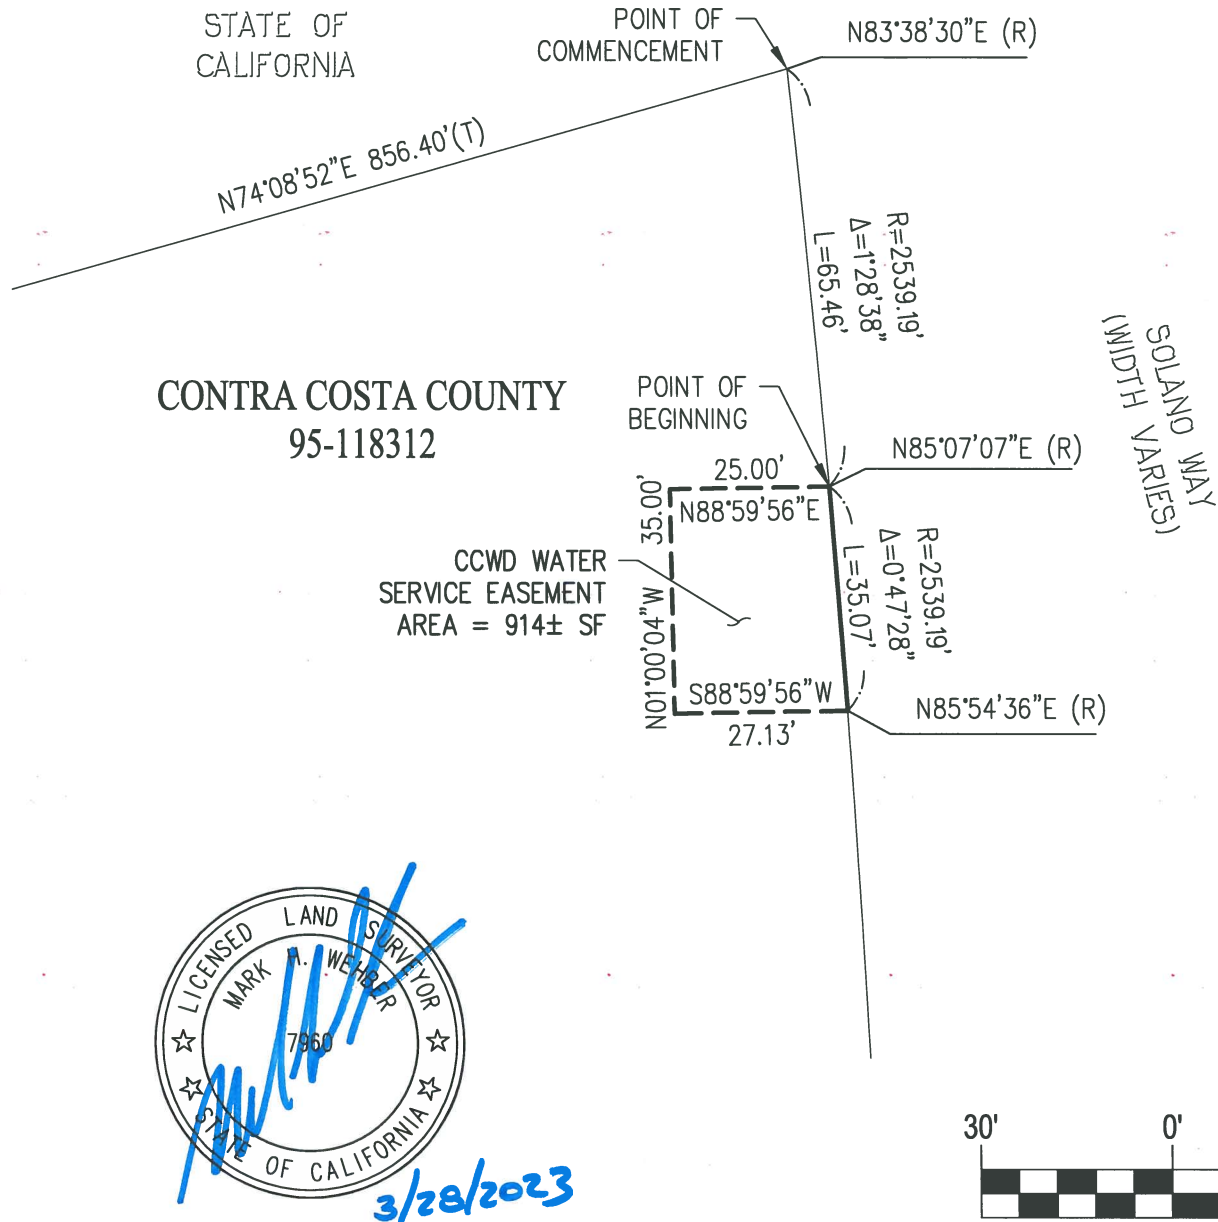 STATE OF
CALIFORNIA
POINT OF
COMMENCEMENT
N83°38'30"E (R)
N74°08'52"E 856.40'(T)
R=2539.19'
Δ=1°28'38"
L=65.46'
SOLANO WAY
(WIDTH VARIES)
CONTRA COSTA COUNTY
95-118312
POINT OF
BEGINNING
N85°07'07"E (R)
25.00'
N88°59'56"E
35.00'
N01°00'04"W
CCWD WATER
SERVICE EASEMENT
AREA = 914± SF
R=2539.19'
Δ=0°47'28"
L=35.07'
S88°59'56"W
27.13'
N85°54'36"E (R)
LICENSED LAND SURVEYOR
MARK H. WEHBER
7960
STATE OF CALIFORNIA
3/28/2023
30'
0'